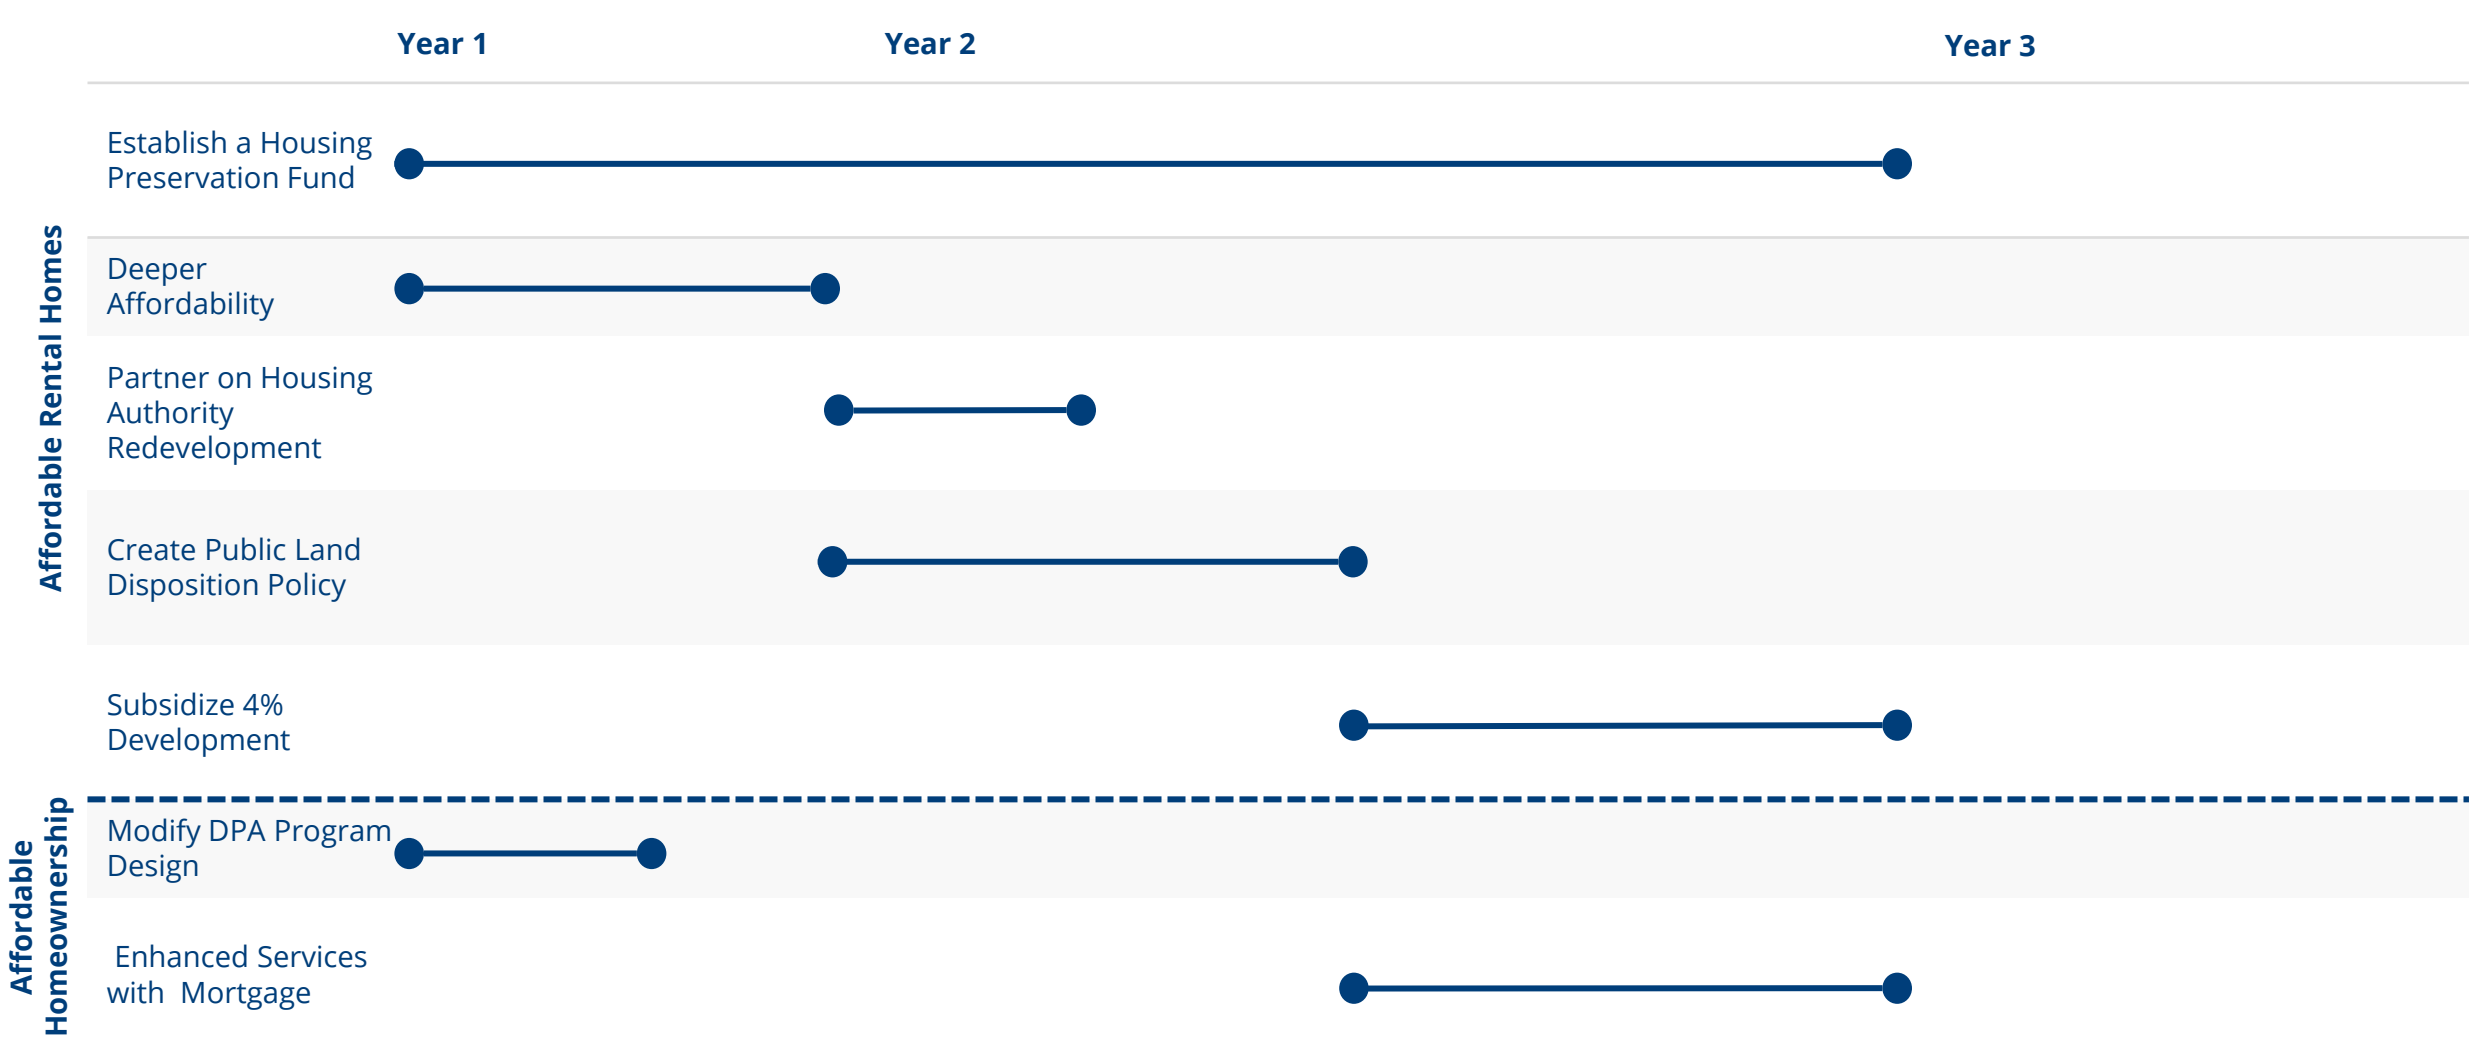 Year 1
Year 2
Year 3
Affordable Rental Homes
Establish a Housing
Preservation Fund
Deeper
Affordability
Partner on Housing
Authority
Redevelopment
Create Public Land
Disposition Policy
Subsidize 4%
Development
Affordable
Homeownership
Modify DPA Program
Design
Enhanced Services
with  Mortgage